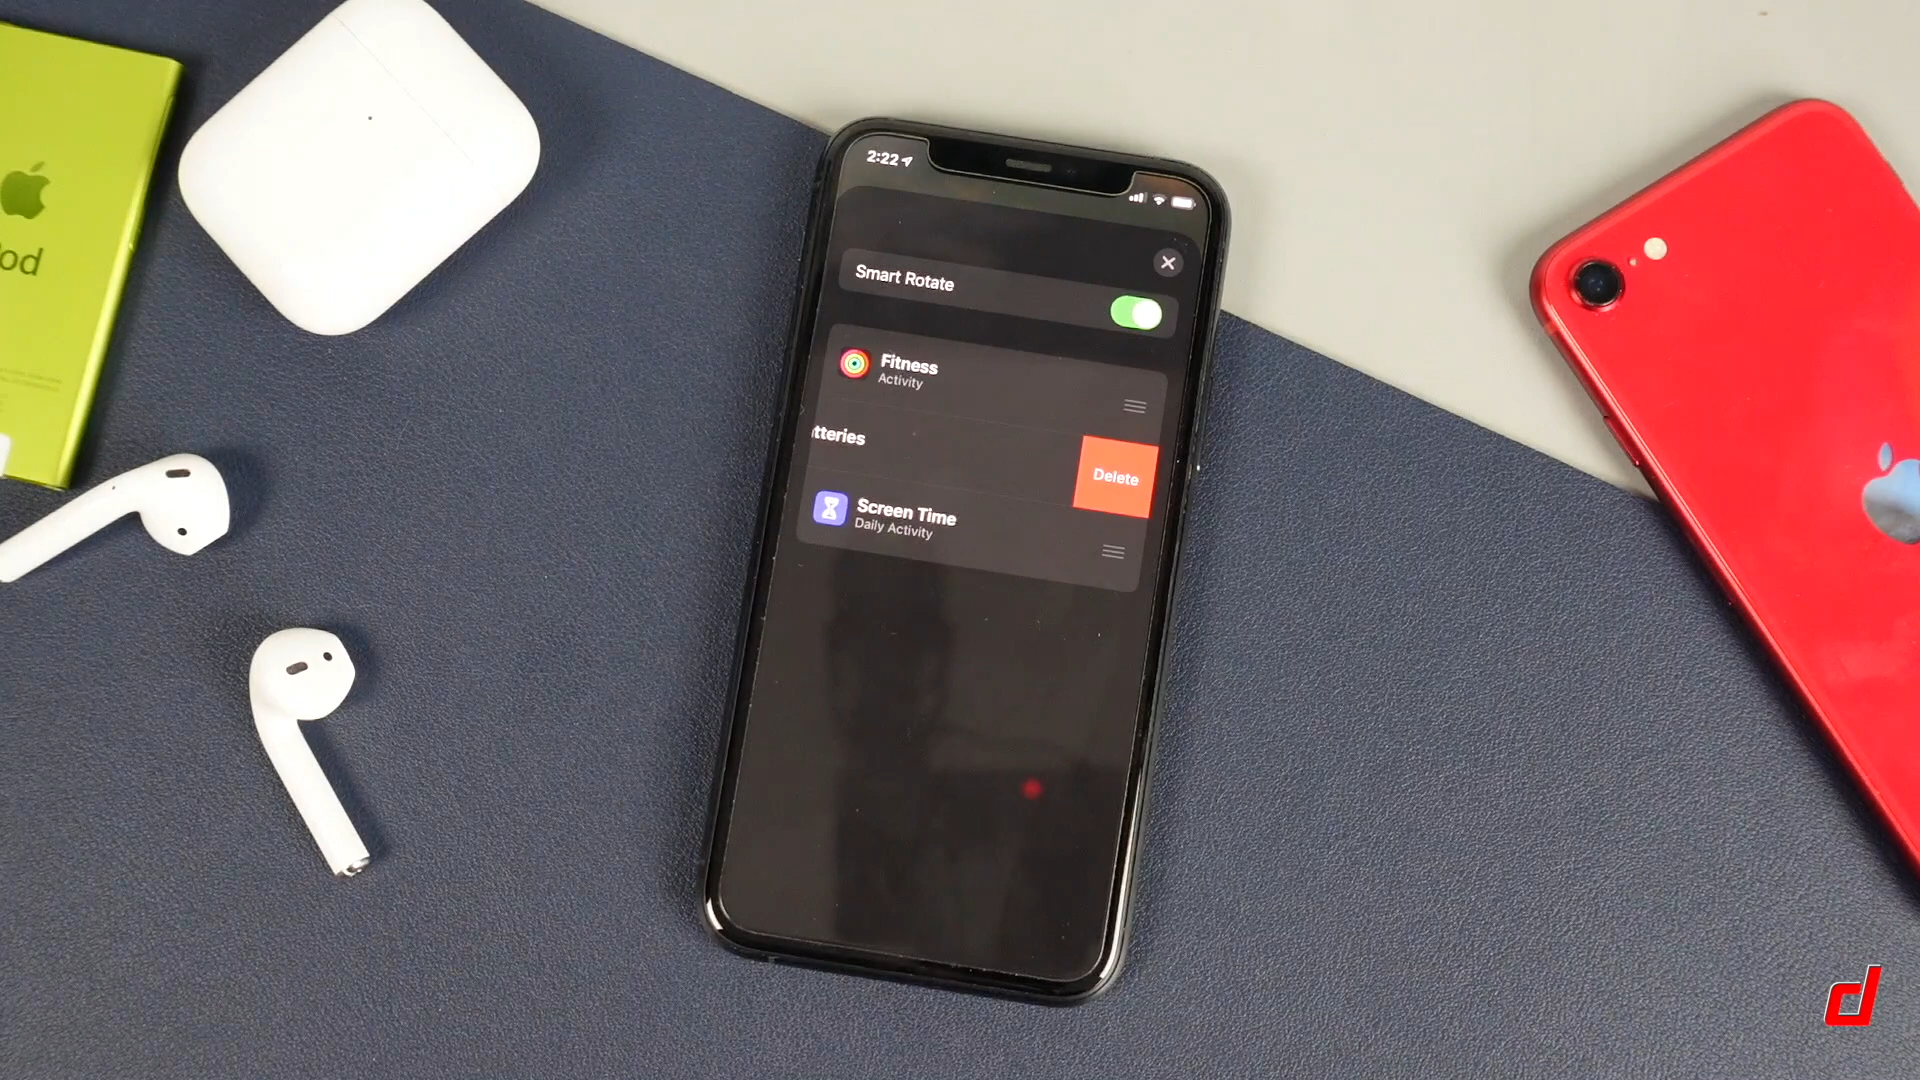 2:22
Smart Rotate
Fitness
Activity
tteries
Delete
Screen Time
Daily Activity
od
d